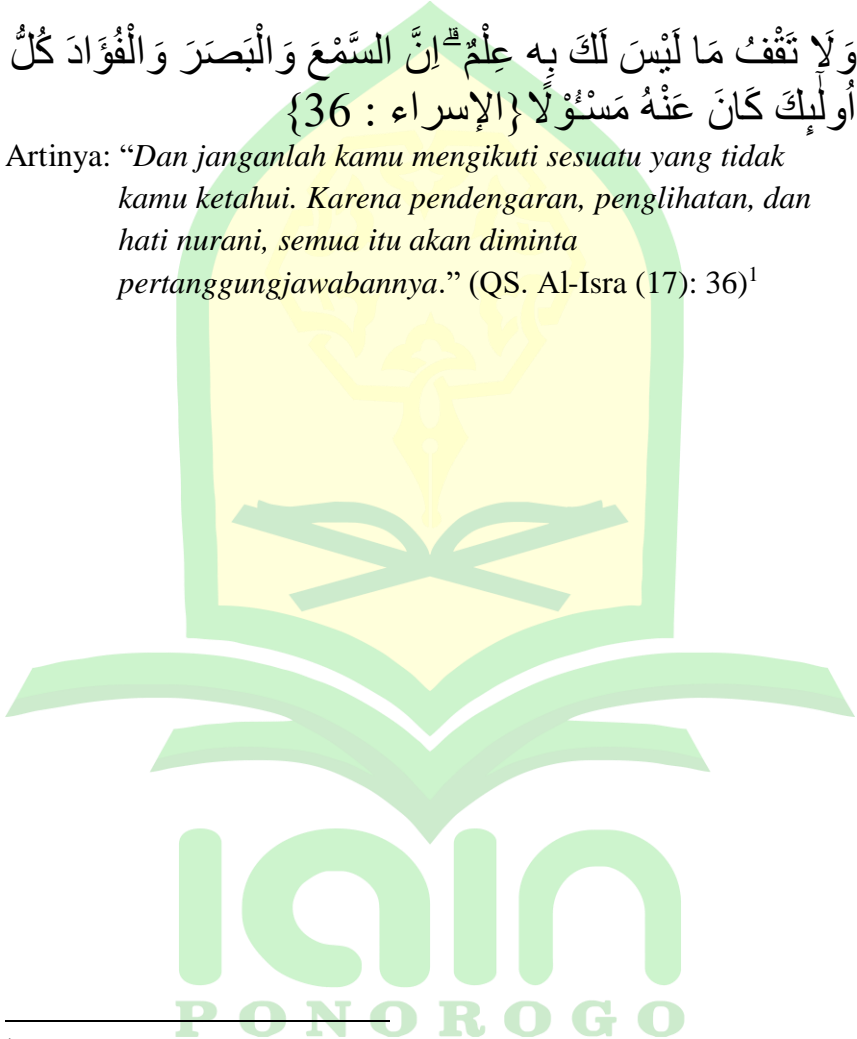 وَلَا تَقْفُ مَا لَيْسَ لَكَ بِه عِلْمٌ ۗاِنَّ السَّمْعَ وَالْبَصَرَ وَالْفُؤَادَ كُلُّ
اُولٰۤىِٕكَ كَانَ عَنْهُ مَسْـُٔوْلًا {الإسراء : 36}
Artinya: “Dan janganlah kamu mengikuti sesuatu yang tidak
kamu ketahui. Karena pendengaran, penglihatan, dan
hati nurani, semua itu akan diminta
pertanggungjawabannya.” (QS. Al-Isra (17): 36)¹
iain
PONOROGO